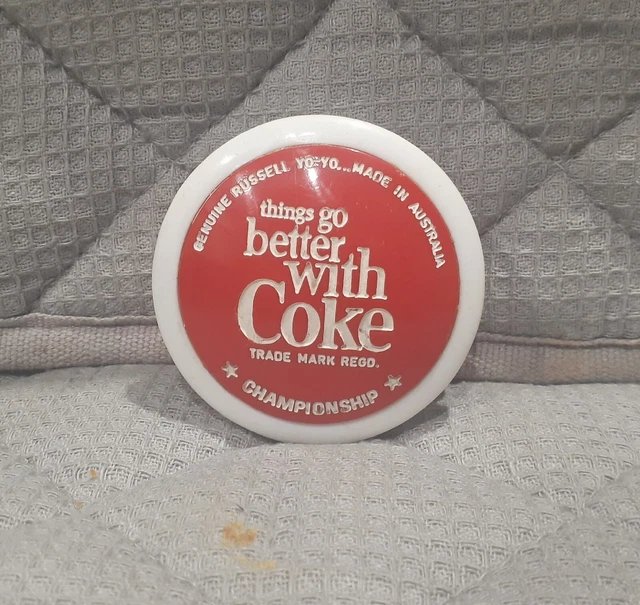 GENUINE RUSSELL YO-YO...MADE IN AUSTRALIA
things go
better
with
Coke
TRADE MARK REGD.
CHAMPIONSHIP